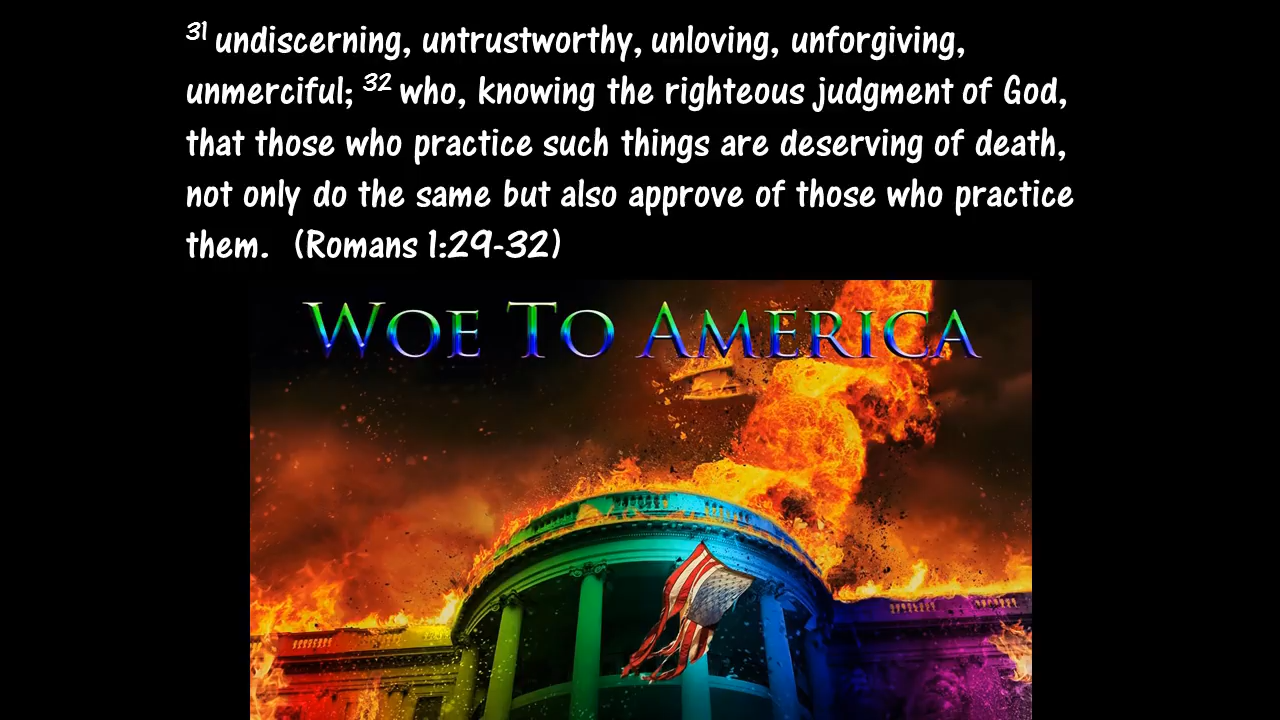 31 undiscerning, untrustworthy, unloving, unforgiving,
unmerciful; 32 who, knowing the righteous judgment of God,
that those who practice such things are deserving of death,
not only do the same but also approve of those who practice
them. (Romans 1:29-32)
Woe To America